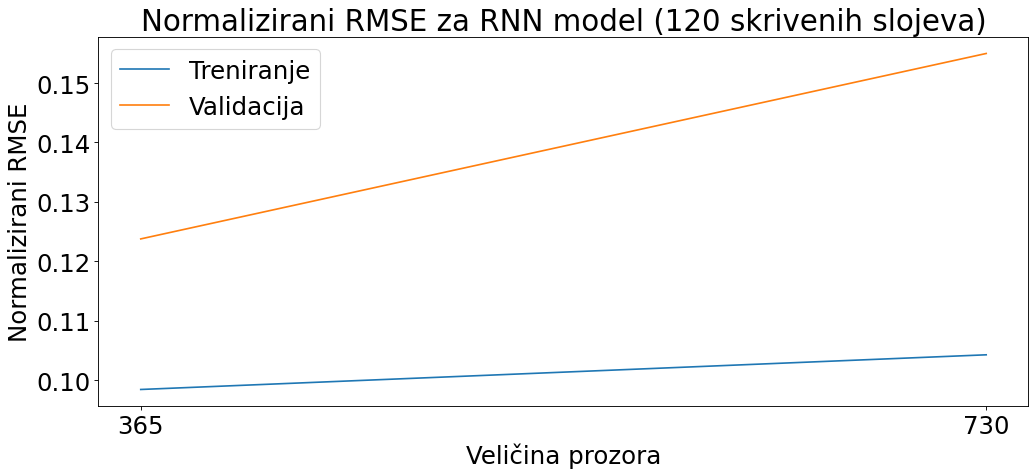 Normalizirani RMSE za RNN model (120 skrivenih slojeva)
Treniranje
Validacija
Normalizirani RMSE
0.15
0.14
0.13
0.12
0.11
0.10
365
730
Veličina prozora